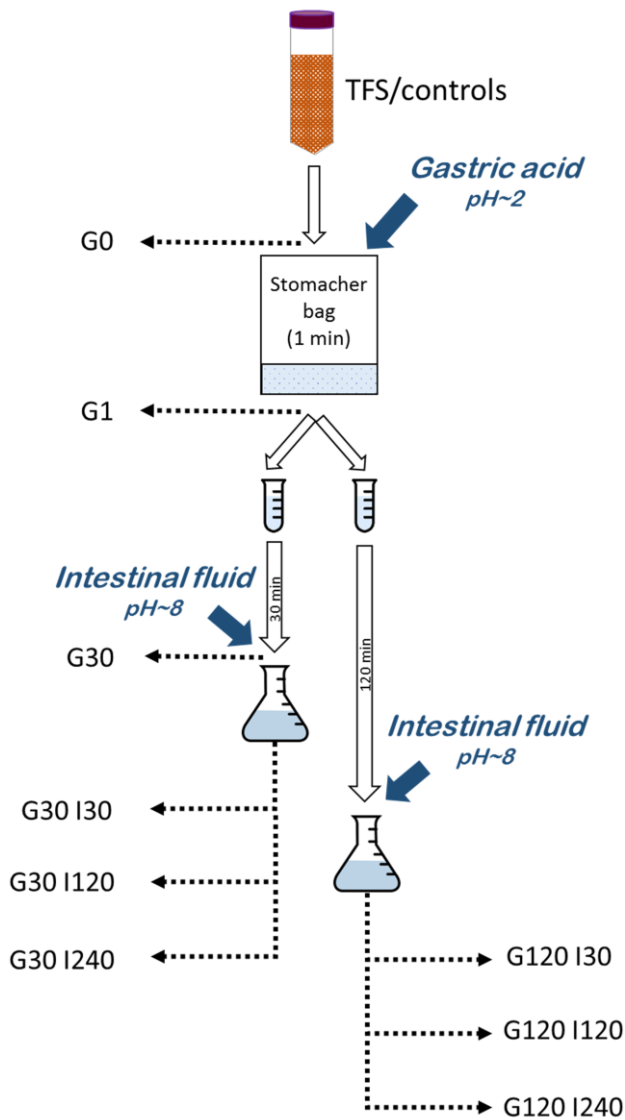 TFS/controls
Gastric acid
pH~2
G0
Stomacher
bag
(1 min)
G1
30 min
120 min
Intestinal fluid
pH~8
G30
Intestinal fluid
pH~8
G30 I30
G30 I120
G30 I240
G120 I30
G120 I120
G120 I240